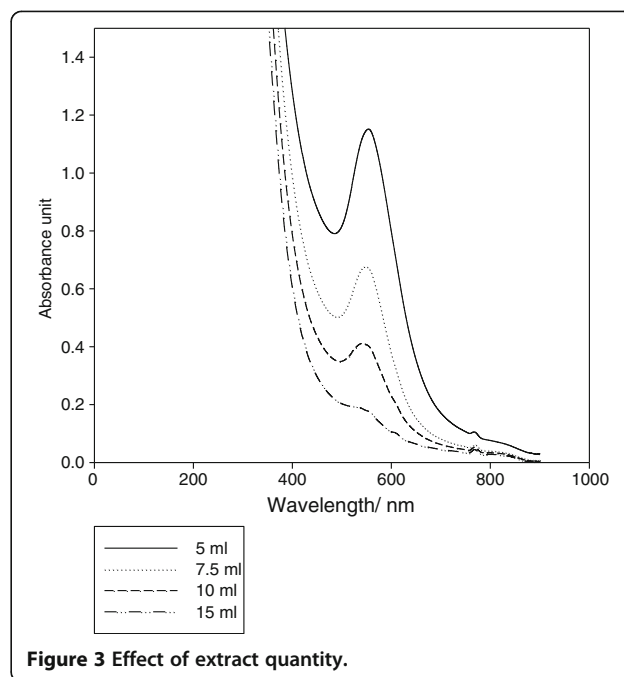 1.4
1.2
1.0
0.8
0.6
0.4
0.2
0.0
Absorbance unit
0 200 400 600 800 1000
Wavelength/ nm
5 ml
7.5 ml
10 ml
15 ml
Figure 3 Effect of extract quantity.